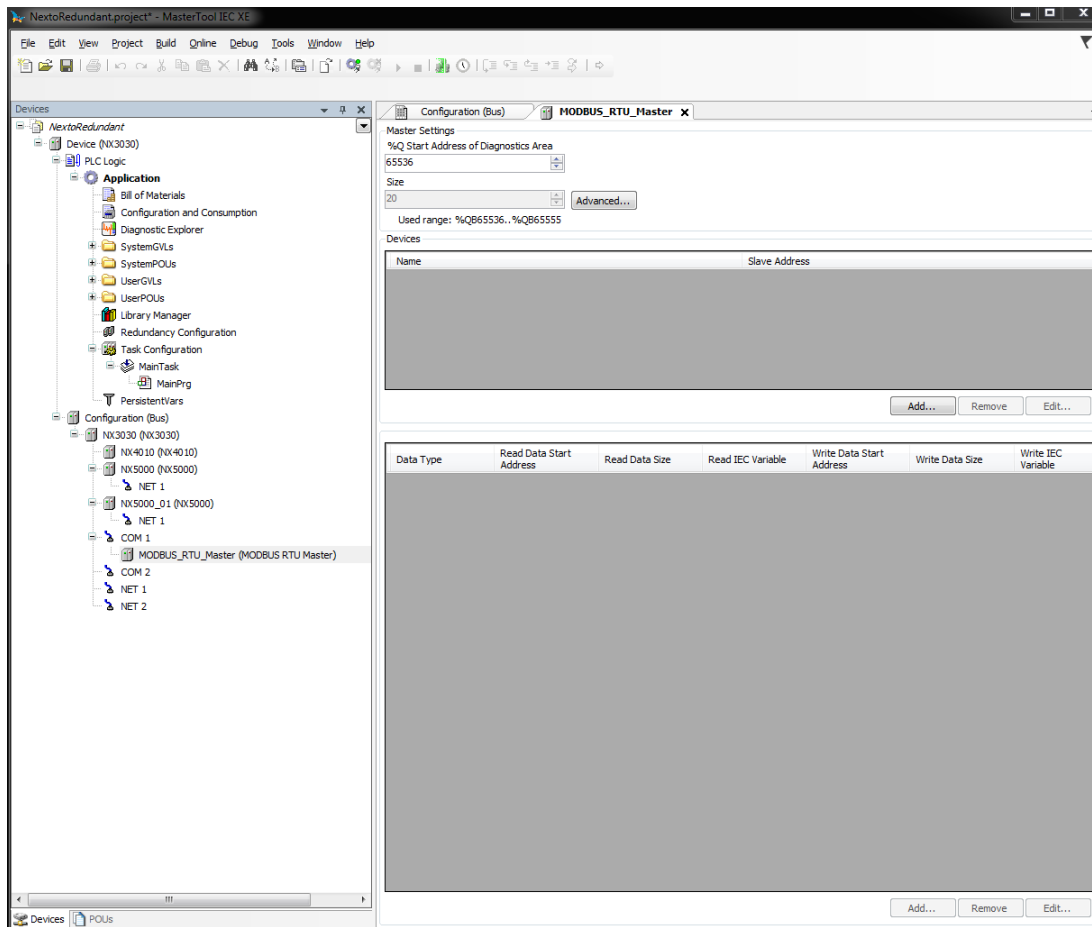 NextoRedundant.project* - MasterTool IEC XE
File Edit View Project Build Online Debug Tools Window Help
Devices
NextoRedundant
Device (NX3030)
PLC Logic
Application
Bill of Materials
Configuration and Consumption
Diagnostic Explorer
SystemGVLs
SystemPOUs
UserGVLs
UserPOUs
Library Manager
Redundancy Configuration
Task Configuration
MainTask
MainPrg
PersistentVars
Configuration (Bus)
NX3030 (NX3030)
NX4010 (NX4010)
NX5000 (NX5000)
NET 1
NX5000_01 (NX5000)
NET 1
COM 1
MODBUS_RTU_Master (MODBUS RTU Master)
COM 2
NET 1
NET 2
Devices POUs
Configuration (Bus) MODBUS_RTU_Master
Master Settings
%Q Start Address of Diagnostics Area
65536
Size
20 Advanced...
Used range: %QB65536..%QB65555
Devices
Name Slave Address
Add... Remove Edit...
Data Type Read Data Start Address Read Data Size Read IEC Variable Write Data Start Address Write Data Size Write IEC Variable
Add... Remove Edit...